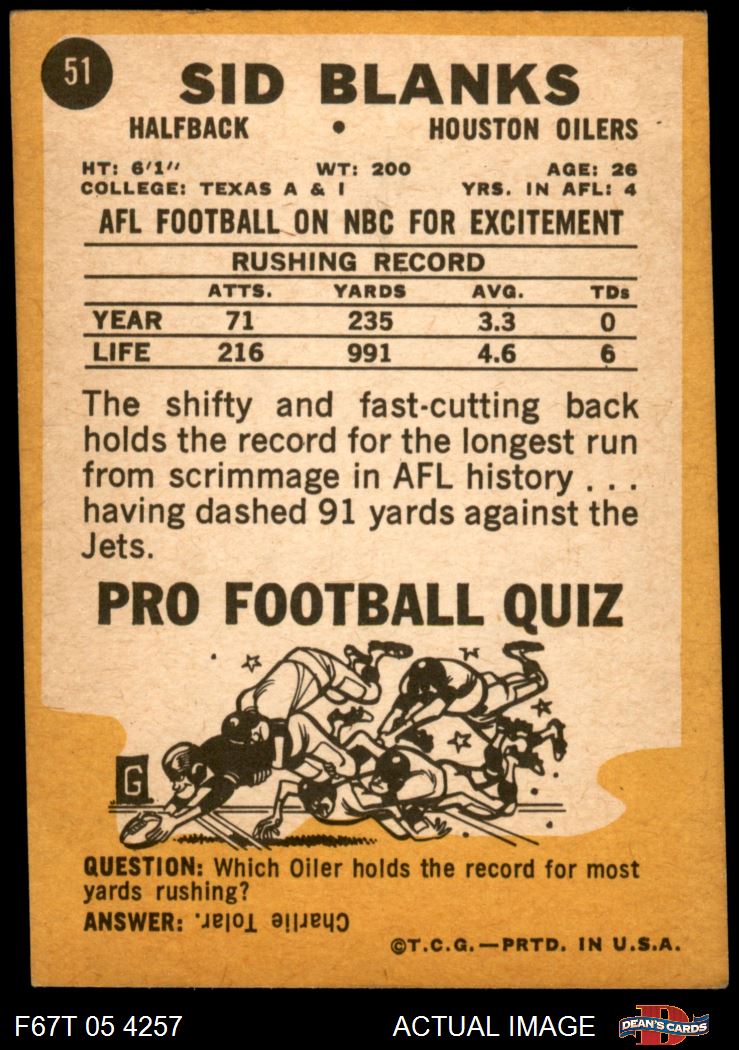 51
SID BLANKS
HALFBACK • HOUSTON OILERS
HT: 6'1" WT: 200 AGE: 26
COLLEGE: TEXAS A & I YRS. IN AFL: 4
AFL FOOTBALL ON NBC FOR EXCITEMENT
RUSHING RECORD
ATTS. YARDS AVG. TDs
YEAR 71 235 3.3 0
LIFE 216 991 4.6 6
The shifty and fast-cutting back
holds the record for the longest run
from scrimmage in AFL history . . .
having dashed 91 yards against the
Jets.
PRO FOOTBALL QUIZ
G
QUESTION: Which Oiler holds the record for most
yards rushing?
ANSWER: Charlie Tolar.
©T.C.G.—PRTD. IN U.S.A.
F67T 05 4257 ACTUAL IMAGE D DEAN'S CARDS